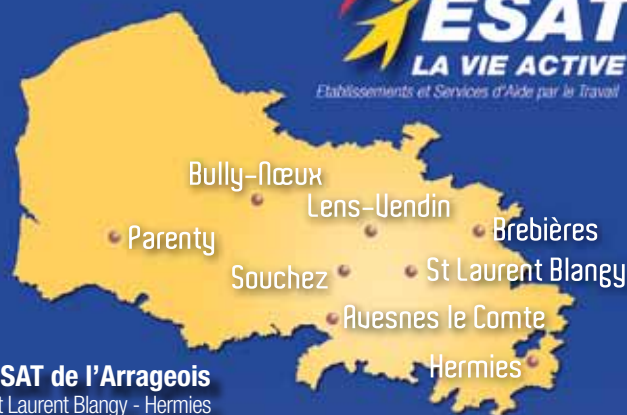 ESAT
LA VIE ACTIVE
Etablissements et Services d'Aide par le Travail
Bully-Nœux
Lens-Vendin
Parenty
Brebières
Souchez
St Laurent Blangy
Avesnes le Comte
Hermies
SAT de l'Arrageois
t Laurent Blangy - Hermies